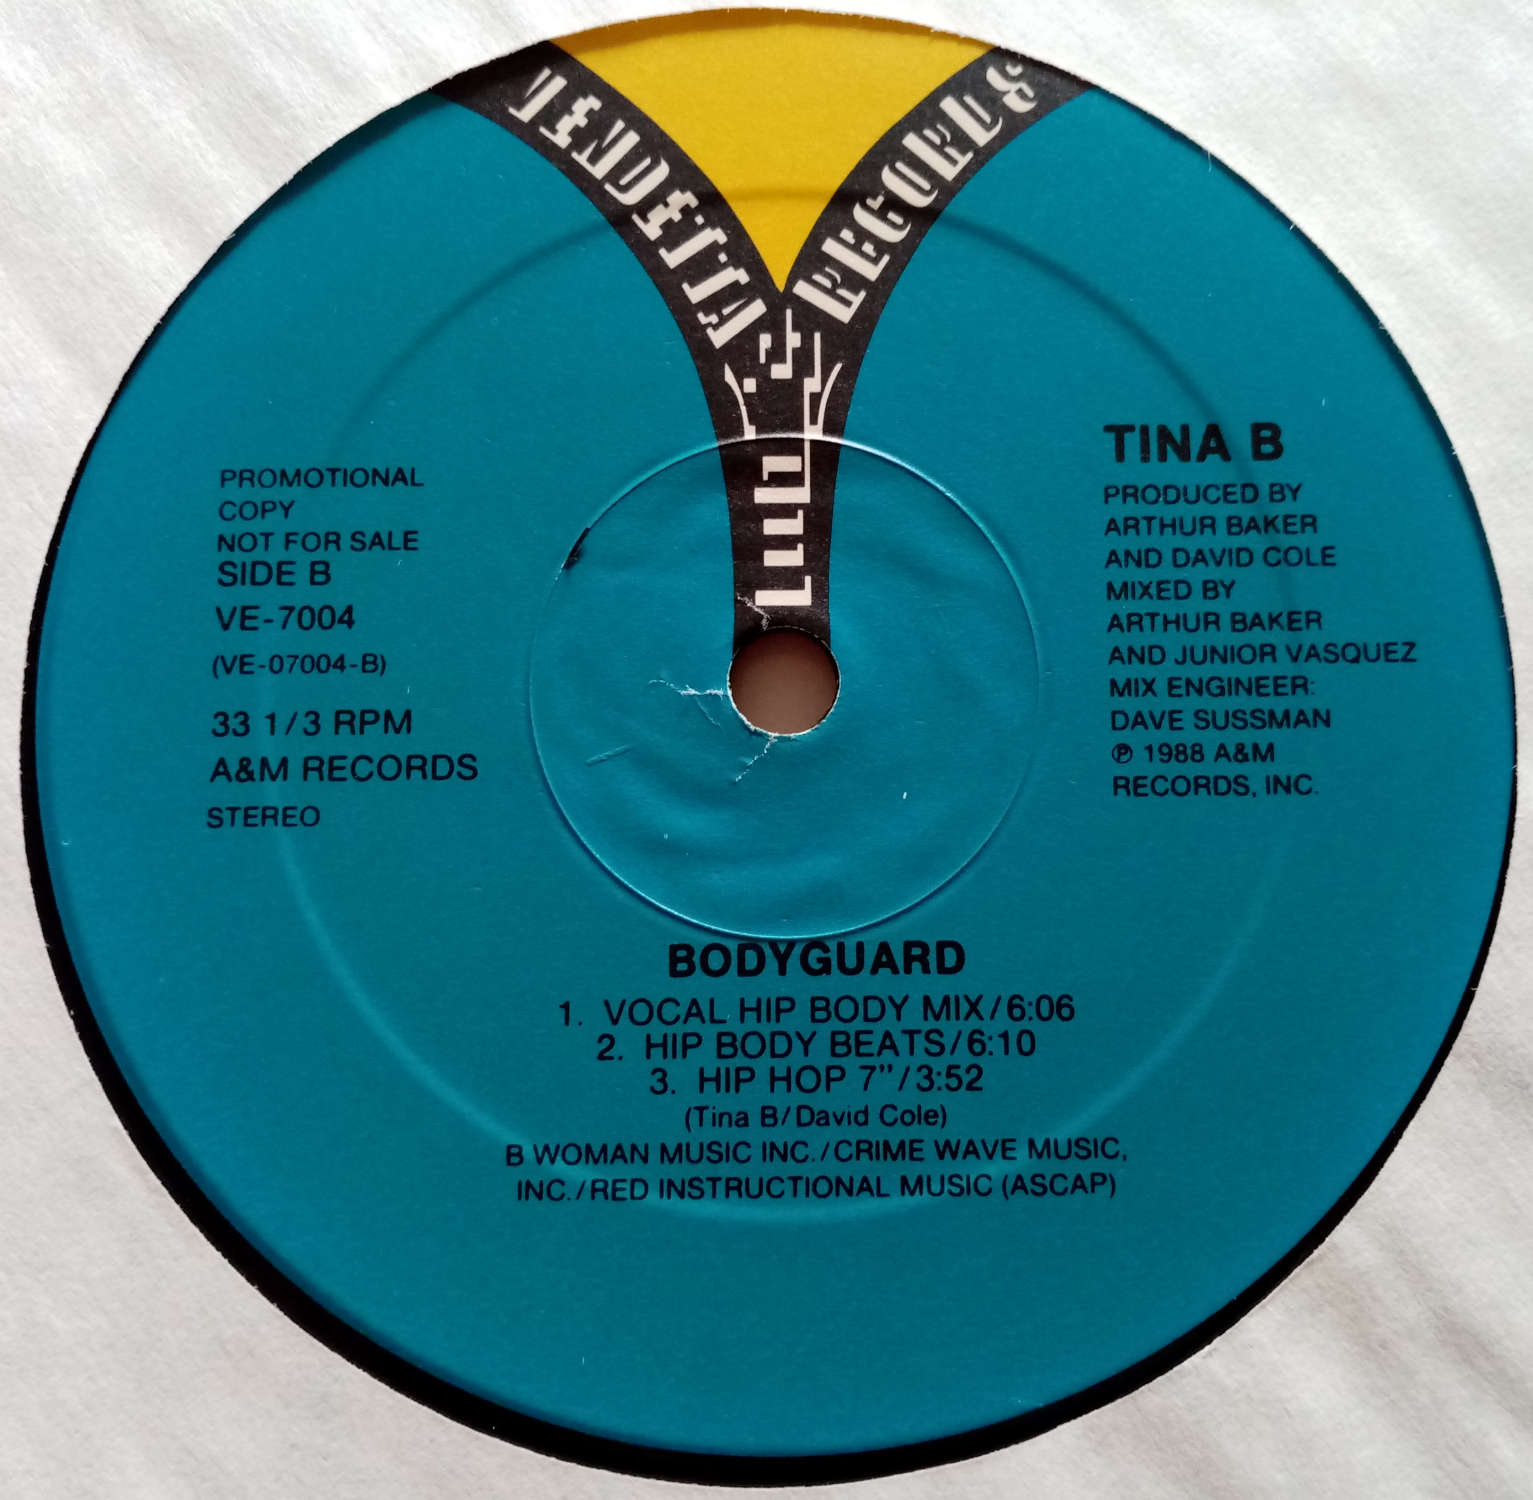 VENDETTA RECORDS
PROMOTIONAL
COPY
NOT FOR SALE
SIDE B
VE-7004
(VE-07004-B)
33 1/3 RPM
A&M RECORDS
STEREO
TINA B
PRODUCED BY
ARTHUR BAKER
AND DAVID COLE
MIXED BY
ARTHUR BAKER
AND JUNIOR VASQUEZ
MIX ENGINEER:
DAVE SUSSMAN
℗ 1988 A&M
RECORDS, INC.
BODYGUARD
1. VOCAL HIP BODY MIX/6:06
2. HIP BODY BEATS/6:10
3. HIP HOP 7"/3:52
(Tina B/David Cole)
B WOMAN MUSIC INC./CRIME WAVE MUSIC,
INC./RED INSTRUCTIONAL MUSIC (ASCAP)